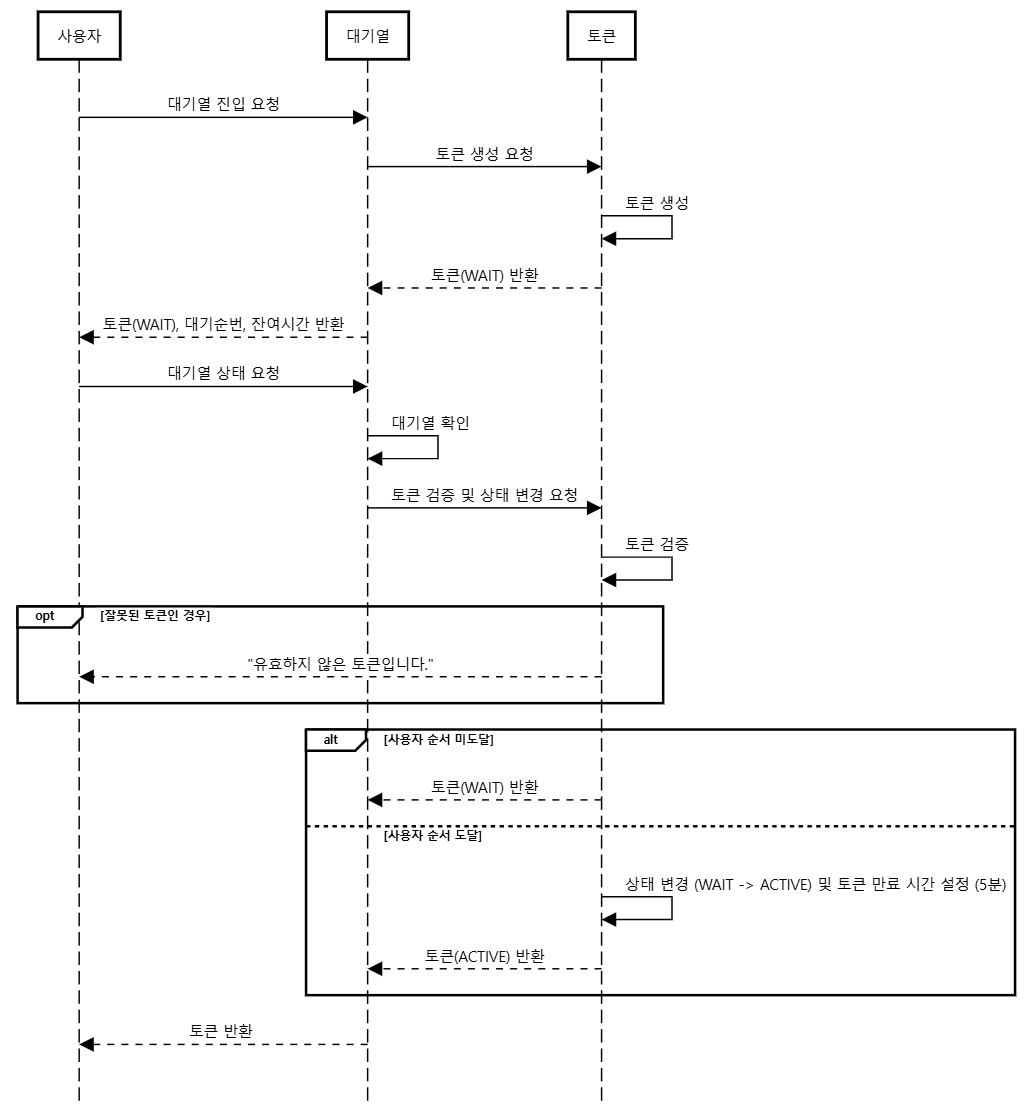 사용자
대기열
토큰
대기열 진입 요청
토큰 생성 요청
토큰 생성
토큰(WAIT) 반환
토큰(WAIT), 대기순번, 잔여시간 반환
대기열 상태 요청
대기열 확인
토큰 검증 및 상태 변경 요청
토큰 검증
opt
[잘못된 토큰인 경우]
"유효하지 않은 토큰입니다."
alt
[사용자 순서 미도달]
토큰(WAIT) 반환
[사용자 순서 도달]
상태 변경 (WAIT -> ACTIVE) 및 토큰 만료 시간 설정 (5분)
토큰(ACTIVE) 반환
토큰 반환